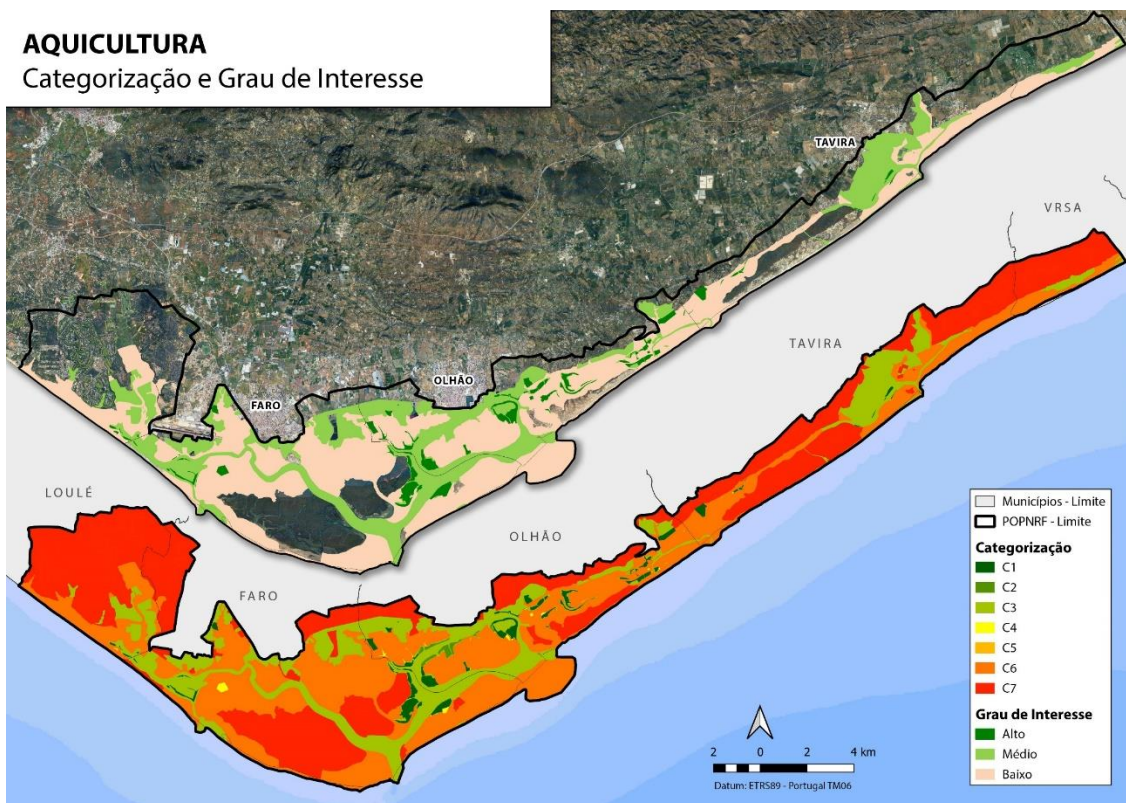 AQUICULTURA
Categorização e Grau de Interesse
TAVIRA
OLHÃO
FARO
VRSA
TAVIRA
OLHÃO
LOULÉ
FARO
Municípios - Limite
POPNRF - Limite
Categorização
C1
C2
C3
C4
C5
C6
C7
Grau de Interesse
Alto
Médio
Baixo
2 0 2 4 km
Datum: ETRS89 - Portugal TM06